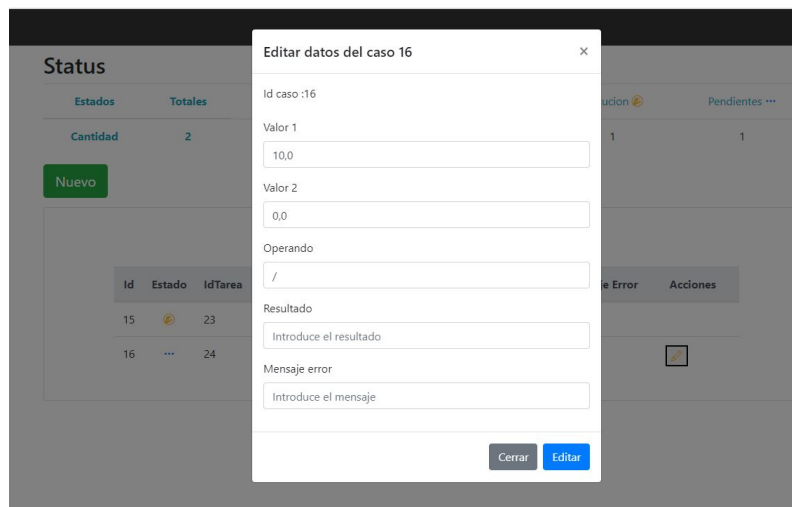 Editar datos del caso 16 ×
Status
Id caso :16
Estados Totales ucion Pendientes
Valor 1
Cantidad 2 1 1
10,0
Nuevo
Valor 2
0,0
Operando
/
Id Estado IdTarea e Error Acciones
Resultado
15 23
Introduce el resultado
16 ... 24
Mensaje error
Introduce el mensaje
Cerrar Editar